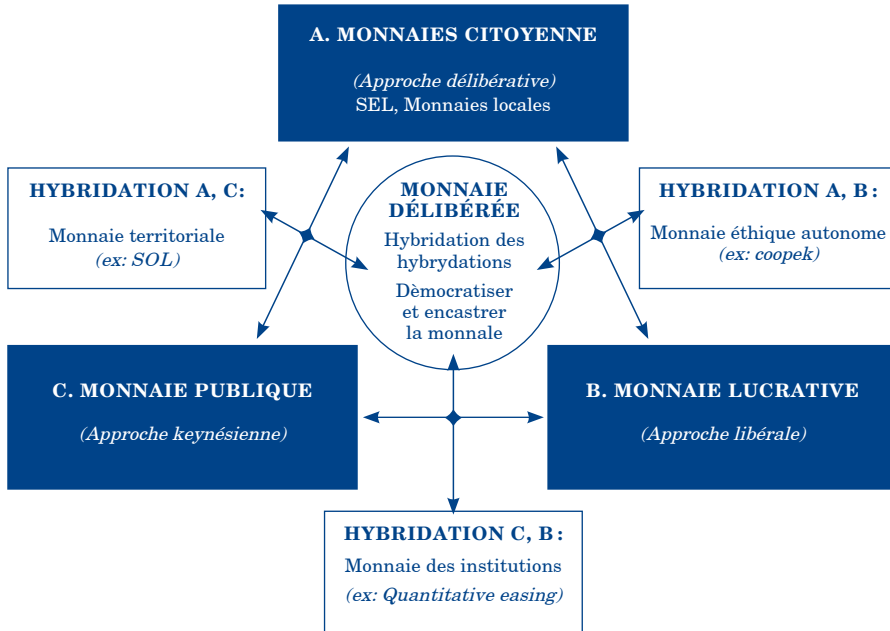 A. MONNAIES CITOYENNE
(Approche délibérative)
SEL, Monnaies locales
HYBRIDATION A, C:
Monnaie territoriale
(ex: SOL)
MONNAIE
DÉLIBÉRÉE
Hybridation des
hybrydations
Dèmocratiser
et encastrer
la monnale
HYBRIDATION A, B :
Monnaie éthique autonome
(ex: coopek)
C. MONNAIE PUBLIQUE
(Approche keynésienne)
B. MONNAIE LUCRATIVE
(Approche libérale)
HYBRIDATION C, B :
Monnaie des institutions
(ex: Quantitative easing)